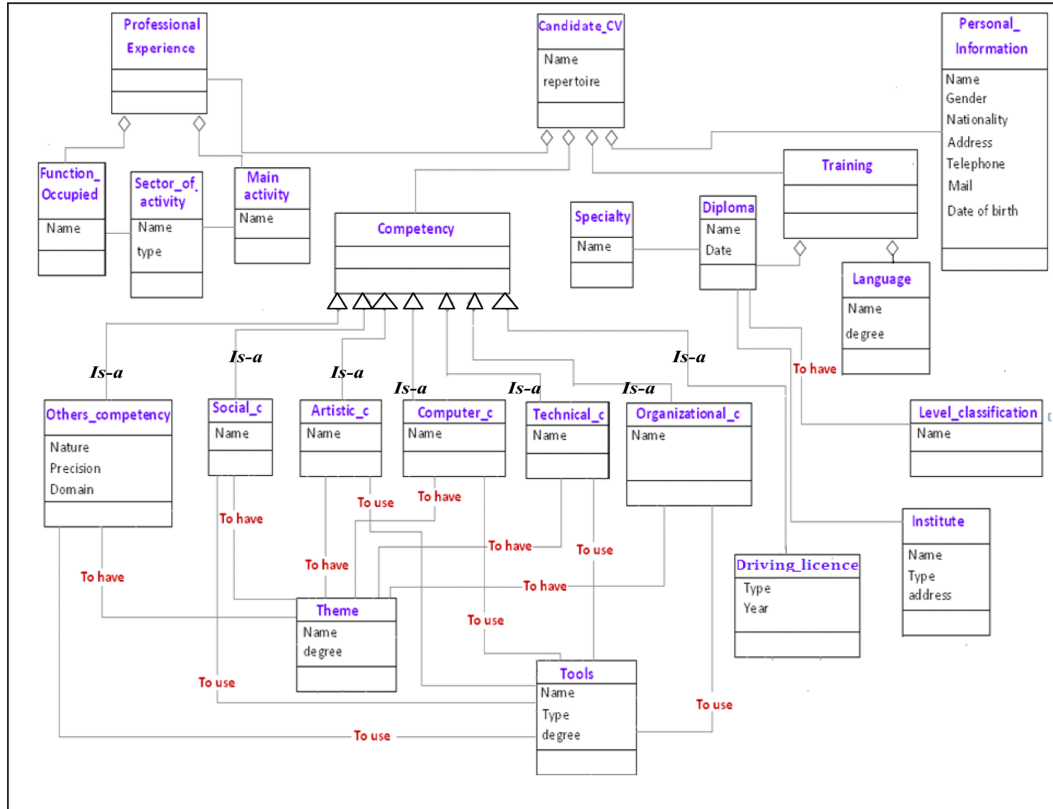 Professional
Experience
Candidate_CV
Name
repertoire
Personal_
Information
Name
Gender
Nationality
Address
Telephone
Mail
Date of birth
Function_
Occupied
Name
Sector_of_
activity
Name
type
Main
activity
Name
Competency
Specialty
Name
Diploma
Name
Date
Training
Language
Name
degree
To have
Is-a
Is-a
Is-a
Is-a
Is-a
Is-a
Others_competency
Nature
Precision
Domain
Social_c
Name
Artistic_c
Name
Computer_c
Name
Technical_c
Name
Organizational_c
Name
Level_classification
Name
To use
To have
To have
To have
To use
To have
To have
To have
Institute
Name
Type
address
Driving_licence
Type
Year
Theme
Name
degree
To use
Tools
Name
Type
degree
To use
To use
To use